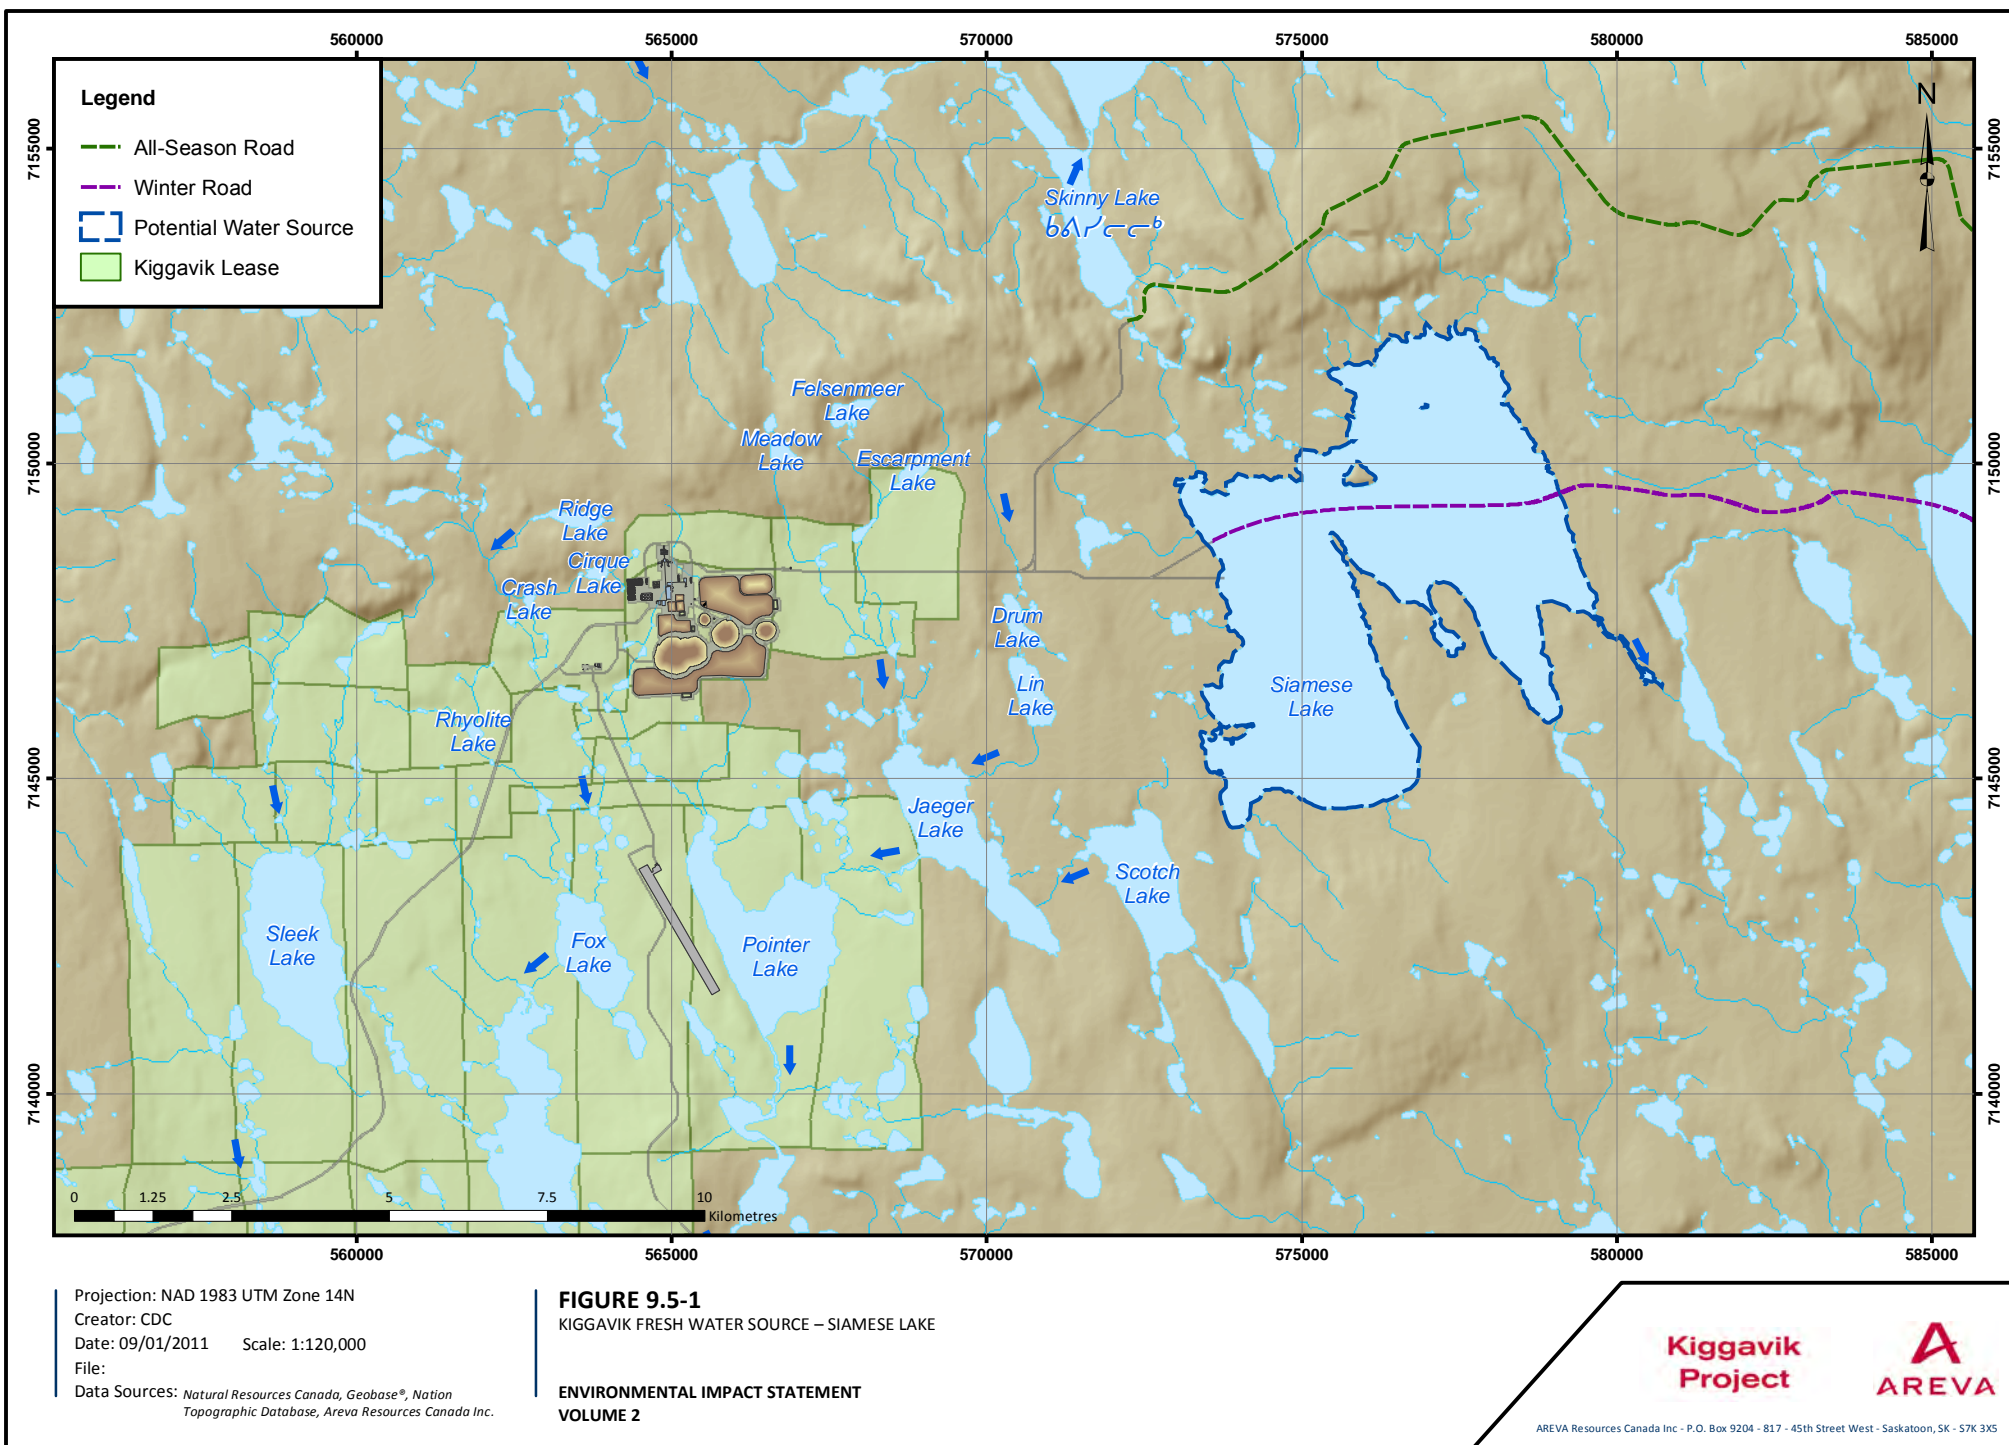 560000
565000
570000
575000
580000
585000
7155000
7155000
7150000
7150000
7145000
7145000
7140000
7140000
Legend
All-Season Road
Winter Road
Potential Water Source
Kiggavik Lease
N
Skinny Lake
ᑲᕕᓯᓕᓕᒃ
Felsenmeer
Lake
Meadow
Lake
Escarpment
Lake
Ridge
Lake
Cirque
Lake
Crash
Lake
Drum
Lake
Lin
Lake
Siamese
Lake
Rhyolite
Lake
Jaeger
Lake
Scotch
Lake
Sleek
Lake
Fox
Lake
Pointer
Lake
0
1.25
2.5
5
7.5
10
Kilometres
560000
565000
570000
575000
580000
585000
Projection: NAD 1983 UTM Zone 14N
Creator: CDC
Date: 09/01/2011 Scale: 1:120,000
File:
Data Sources: Natural Resources Canada, Geobase®, Nation
Topographic Database, Areva Resources Canada Inc.
FIGURE 9.5-1
KIGGAVIK FRESH WATER SOURCE – SIAMESE LAKE
ENVIRONMENTAL IMPACT STATEMENT
VOLUME 2
Kiggavik
Project
AREVA
AREVA Resources Canada Inc - P.O. Box 9204 - 817 - 45th Street West - Saskatoon, SK - S7K 3X5